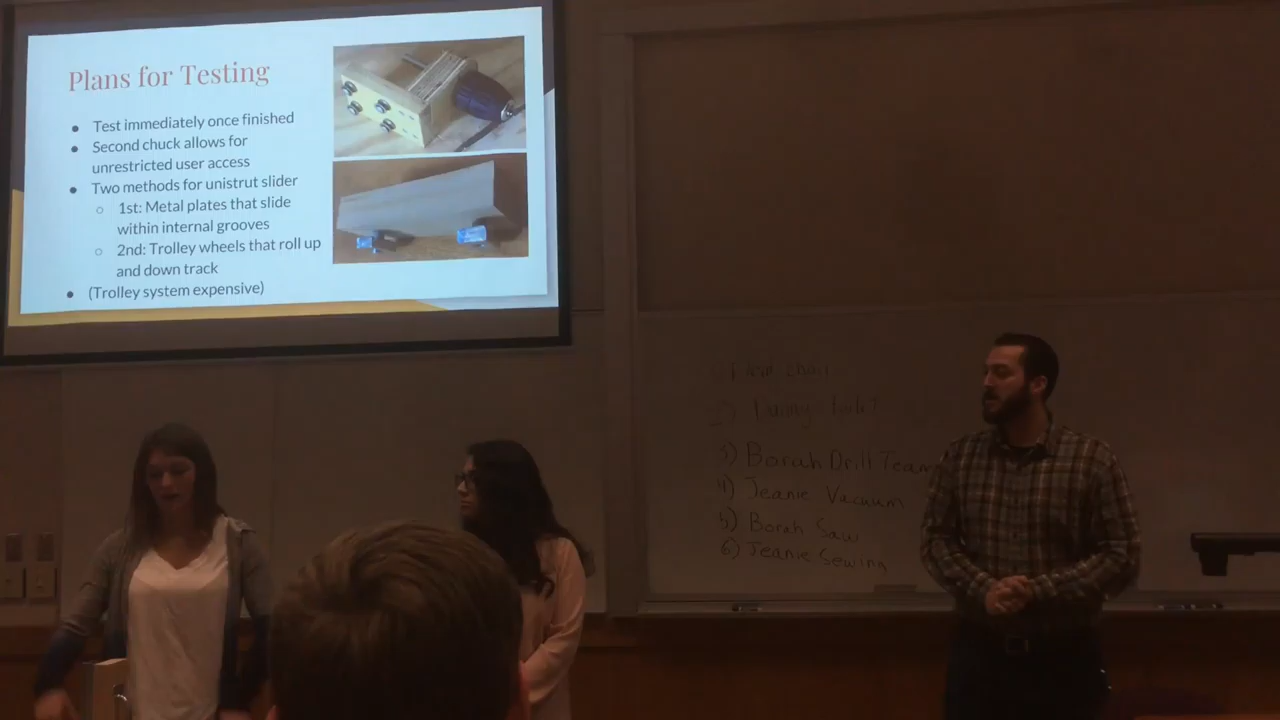 Plans for Testing
● Test immediately once finished
● Second chuck allows for
unrestricted user access
● Two methods for unistrut slider
○ 1st: Metal plates that slide
within internal grooves
○ 2nd: Trolley wheels that roll up
and down track
● (Trolley system expensive)
2)
3) Borah Drill Team
4) Jeanie Vacuum
5) Borah Saw
6) Jeanie Sewing